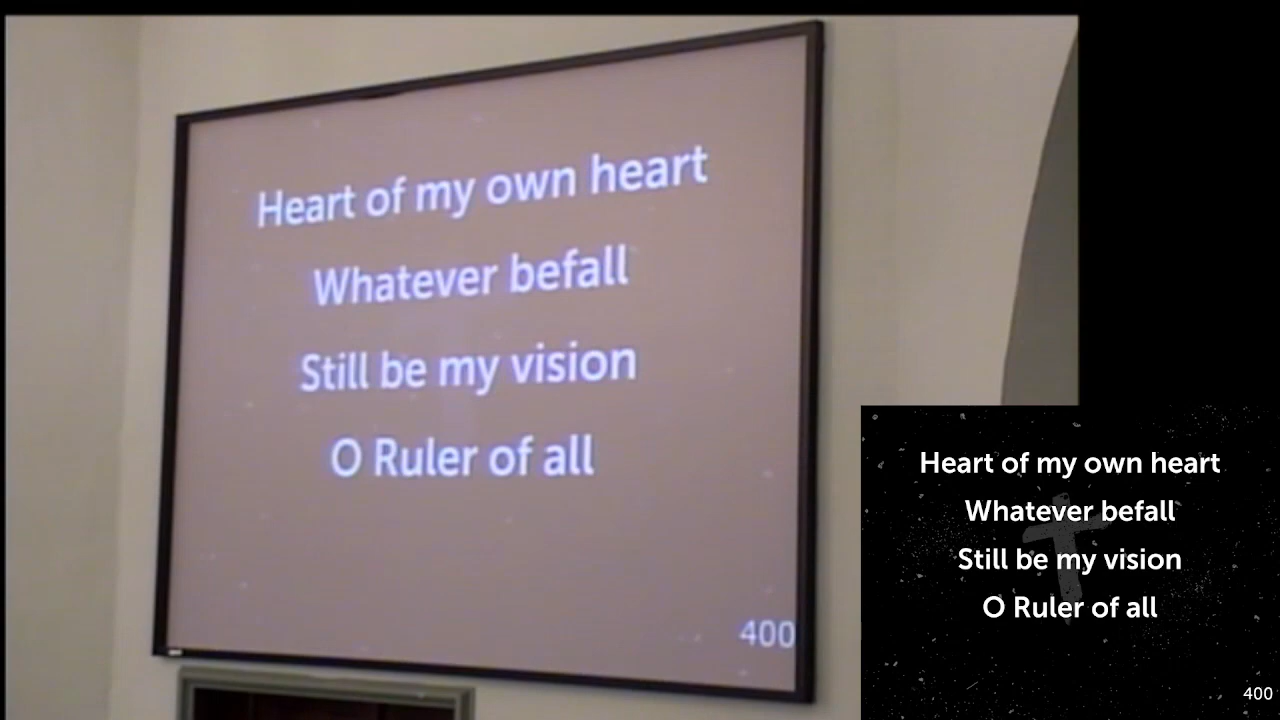 Heart of my own heart
Whatever befall
Still be my vision
O Ruler of all
400
Heart of my own heart
Whatever befall
Still be my vision
O Ruler of all
400